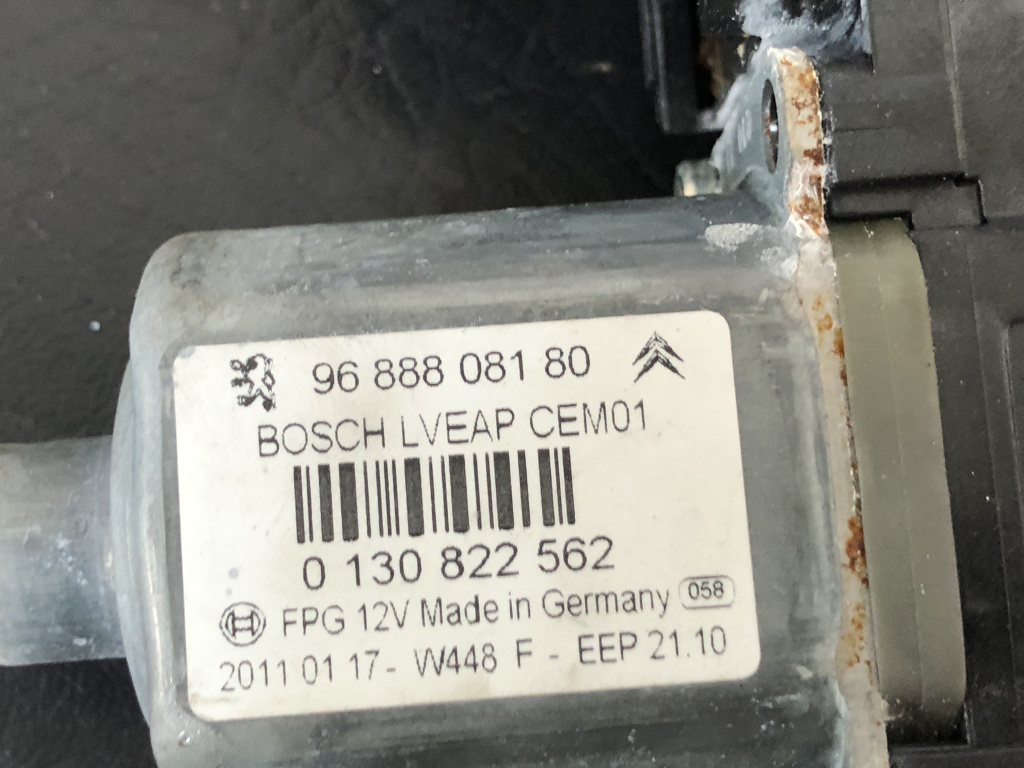 96 888 081 80
BOSCH LVEAP CEM01
0 130 822 562
FPG 12V Made in Germany 058
2011 01 17- W448 F - EEP 21.10